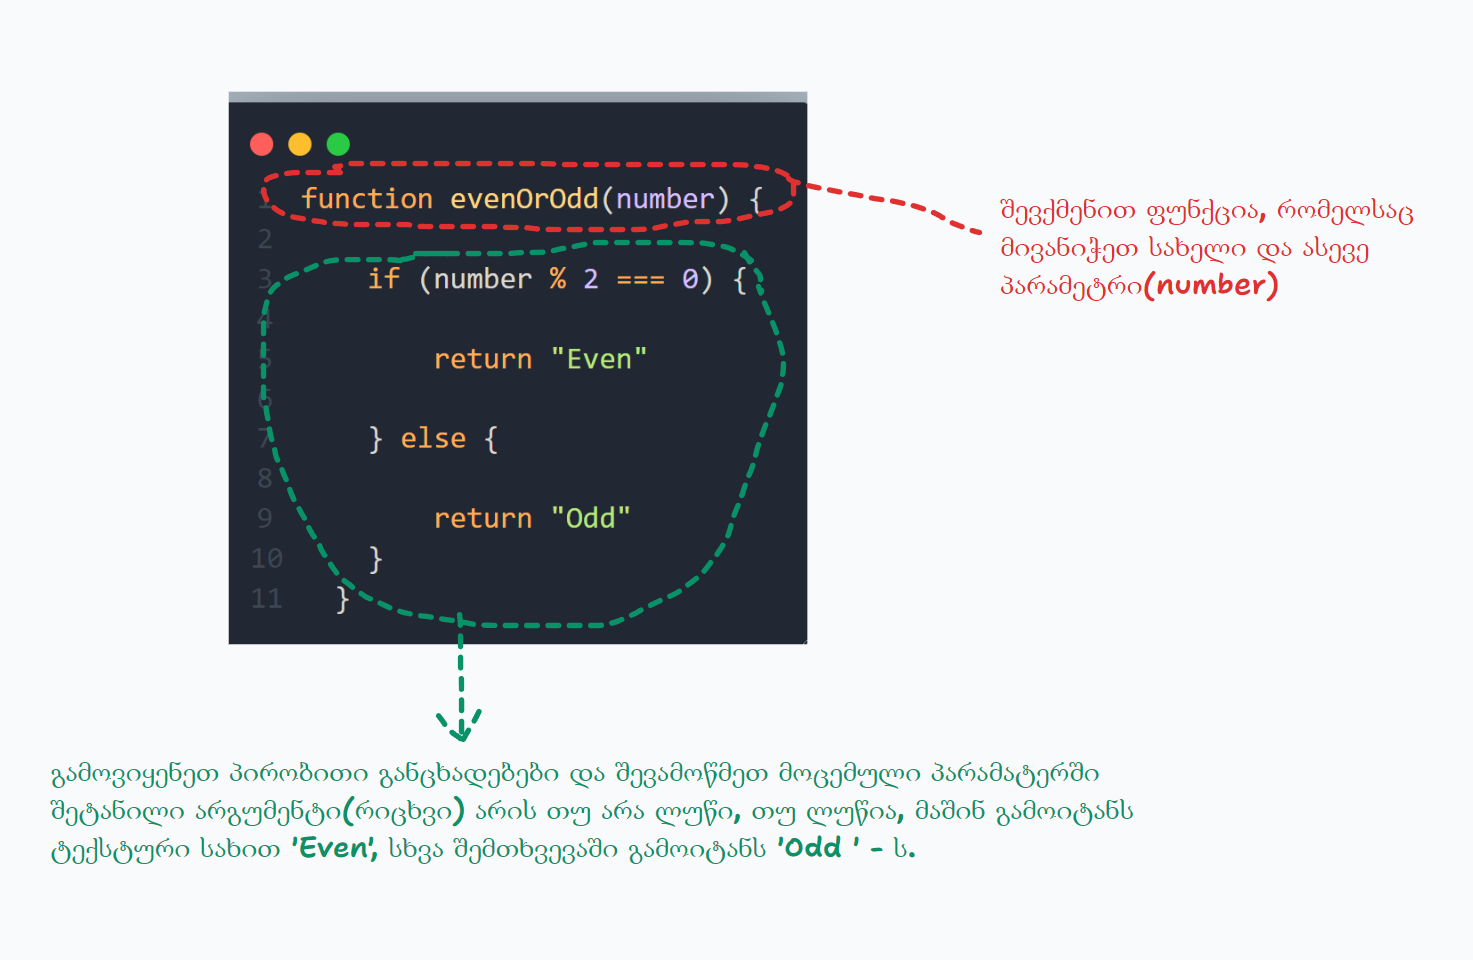 1 function evenOrOdd(number) {
2
3 if (number % 2 === 0) {
4
5 return "Even"
6
7 } else {
8
9 return "Odd"
10 }
11 }
შევქმენით ფუნქცია, რომელსაც
მივანიჭეთ სახელი და ასევე
პარამეტრი(number)
გამოვიყენეთ პირობითი განცხადებები და შევამოწმეთ მოცემული პარამატერში
შეტანილი არგუმენტი(რიცხვი) არის თუ არა ლუწი, თუ ლუწია, მაშინ გამოიტანს
ტექსტური სახით 'Even', სხვა შემთხვევაში გამოიტანს 'Odd ' - ს.